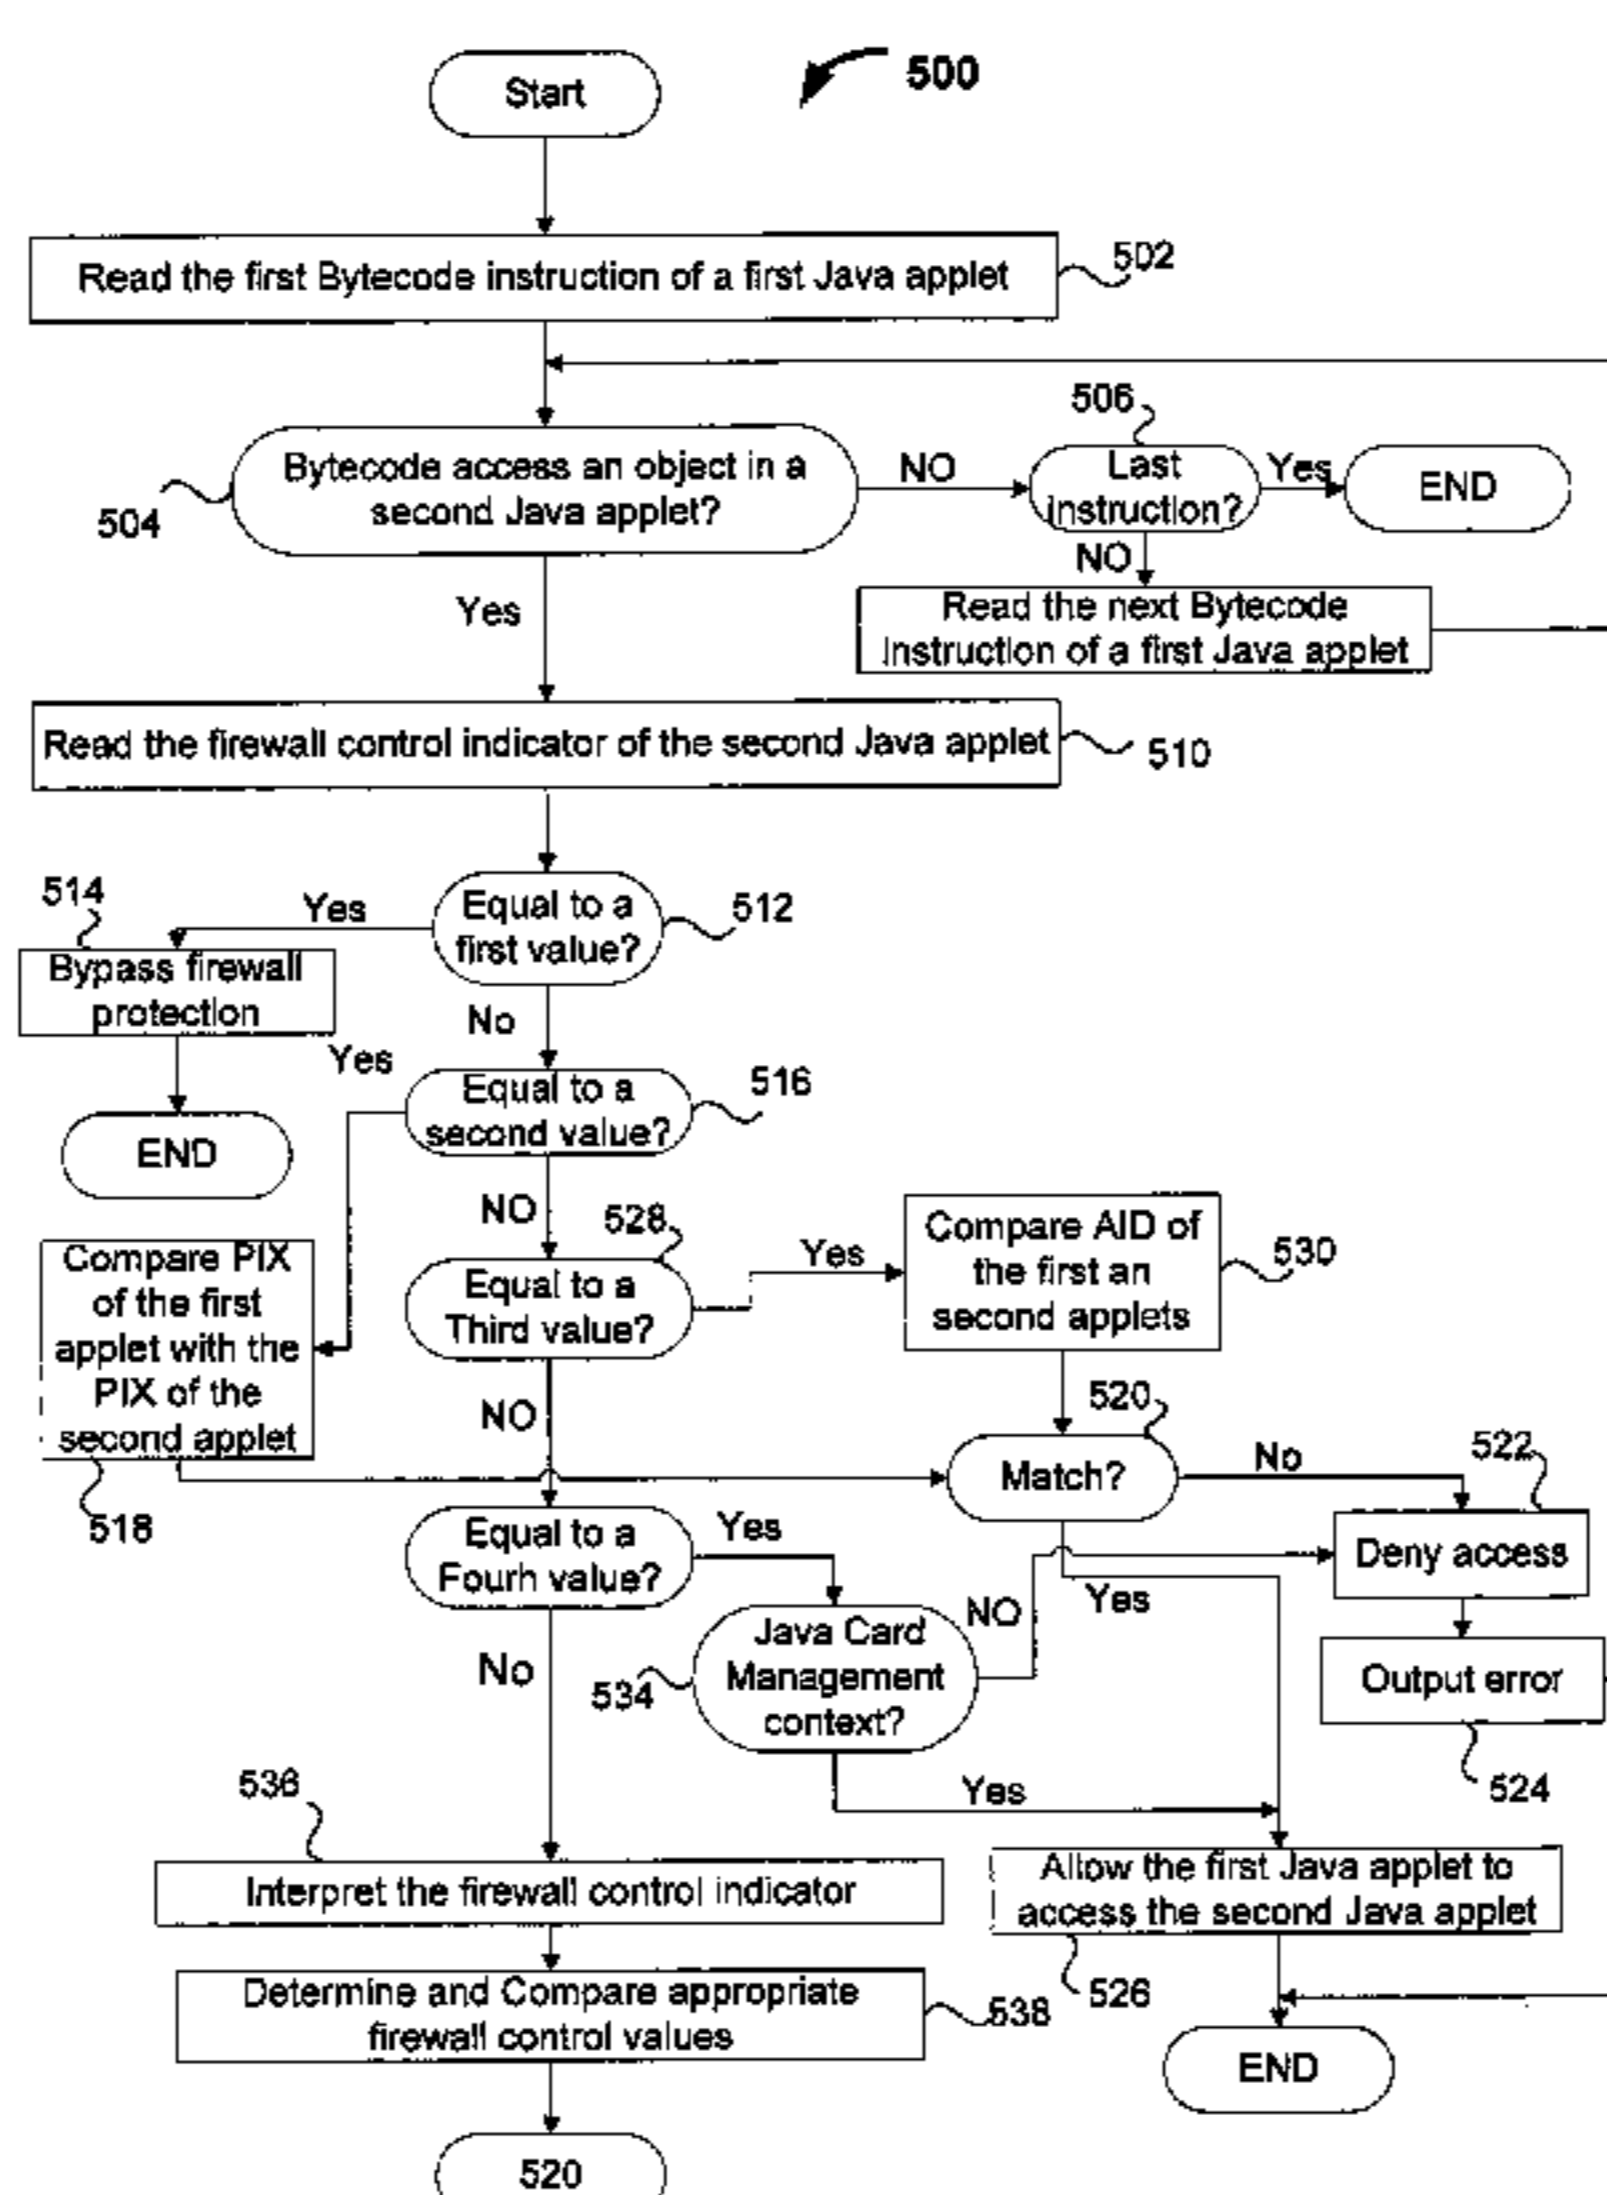 Start
500
Read the first Bytecode instruction of a first Java applet
502
506
Bytecode access an object in a
second Java applet?
504
NO
Last
instruction?
Yes
END
NO
Yes
Read the next Bytecode
Instruction of a first Java applet
Read the firewall control indicator of the second Java applet
510
514
Yes
Equal to a
first value?
512
Bypass firewall
protection
No
Yes
END
Equal to a
second value?
516
NO
528
Compare PIX
of the first
applet with the
PIX of the
second applet
518
Equal to a
Third value?
Yes
Compare AID of
the first an
second applets
530
NO
520
Match?
No
522
Equal to a
Fourh value?
Yes
Deny access
Yes
No
Java Card
Management
context?
534
NO
Output error
524
Yes
536
Interpret the firewall control indicator
Allow the first Java applet to
access the second Java applet
526
Determine and Compare appropriate
firewall control values
538
END
520